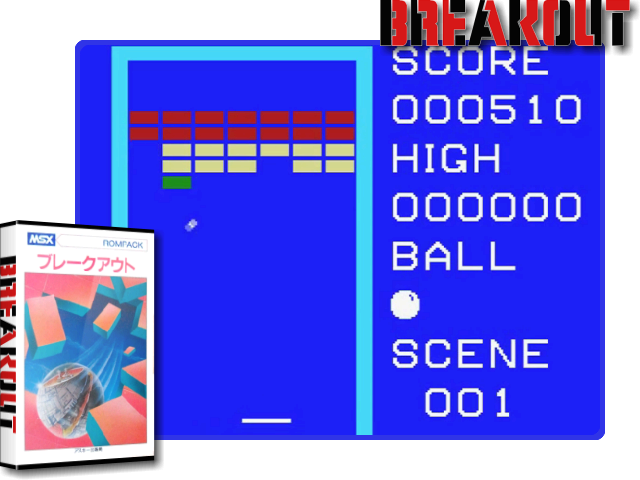 BREAKOUT
SCORE
000510
HIGH
000000
BALL
SCENE
001
MSX
ROMPACK
ブレークアウト
BREAKOUT